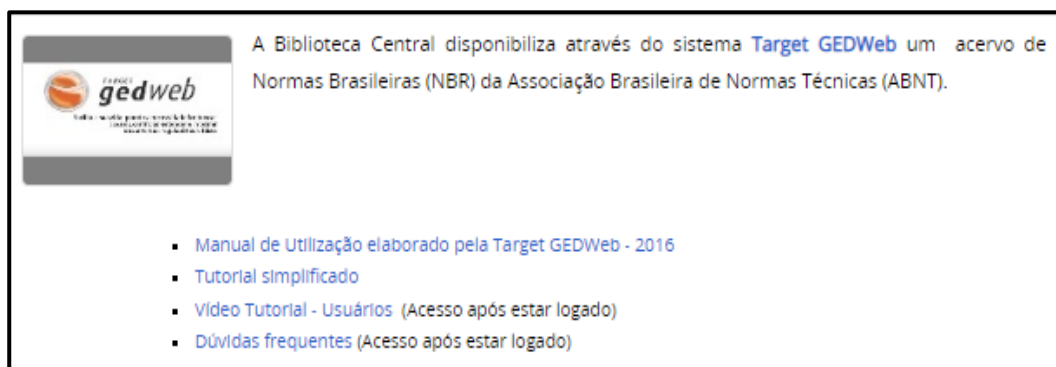 A Biblioteca Central disponibiliza através do sistema Target GEDWeb um acervo de
Normas Brasileiras (NBR) da Associação Brasileira de Normas Técnicas (ABNT).
TARGET
gedweb
Manual de Utilização elaborado pela Target GEDWeb - 2016
Tutorial simplificado
Vídeo Tutorial - Usuários (Acesso após estar logado)
Dúvidas frequentes (Acesso após estar logado)